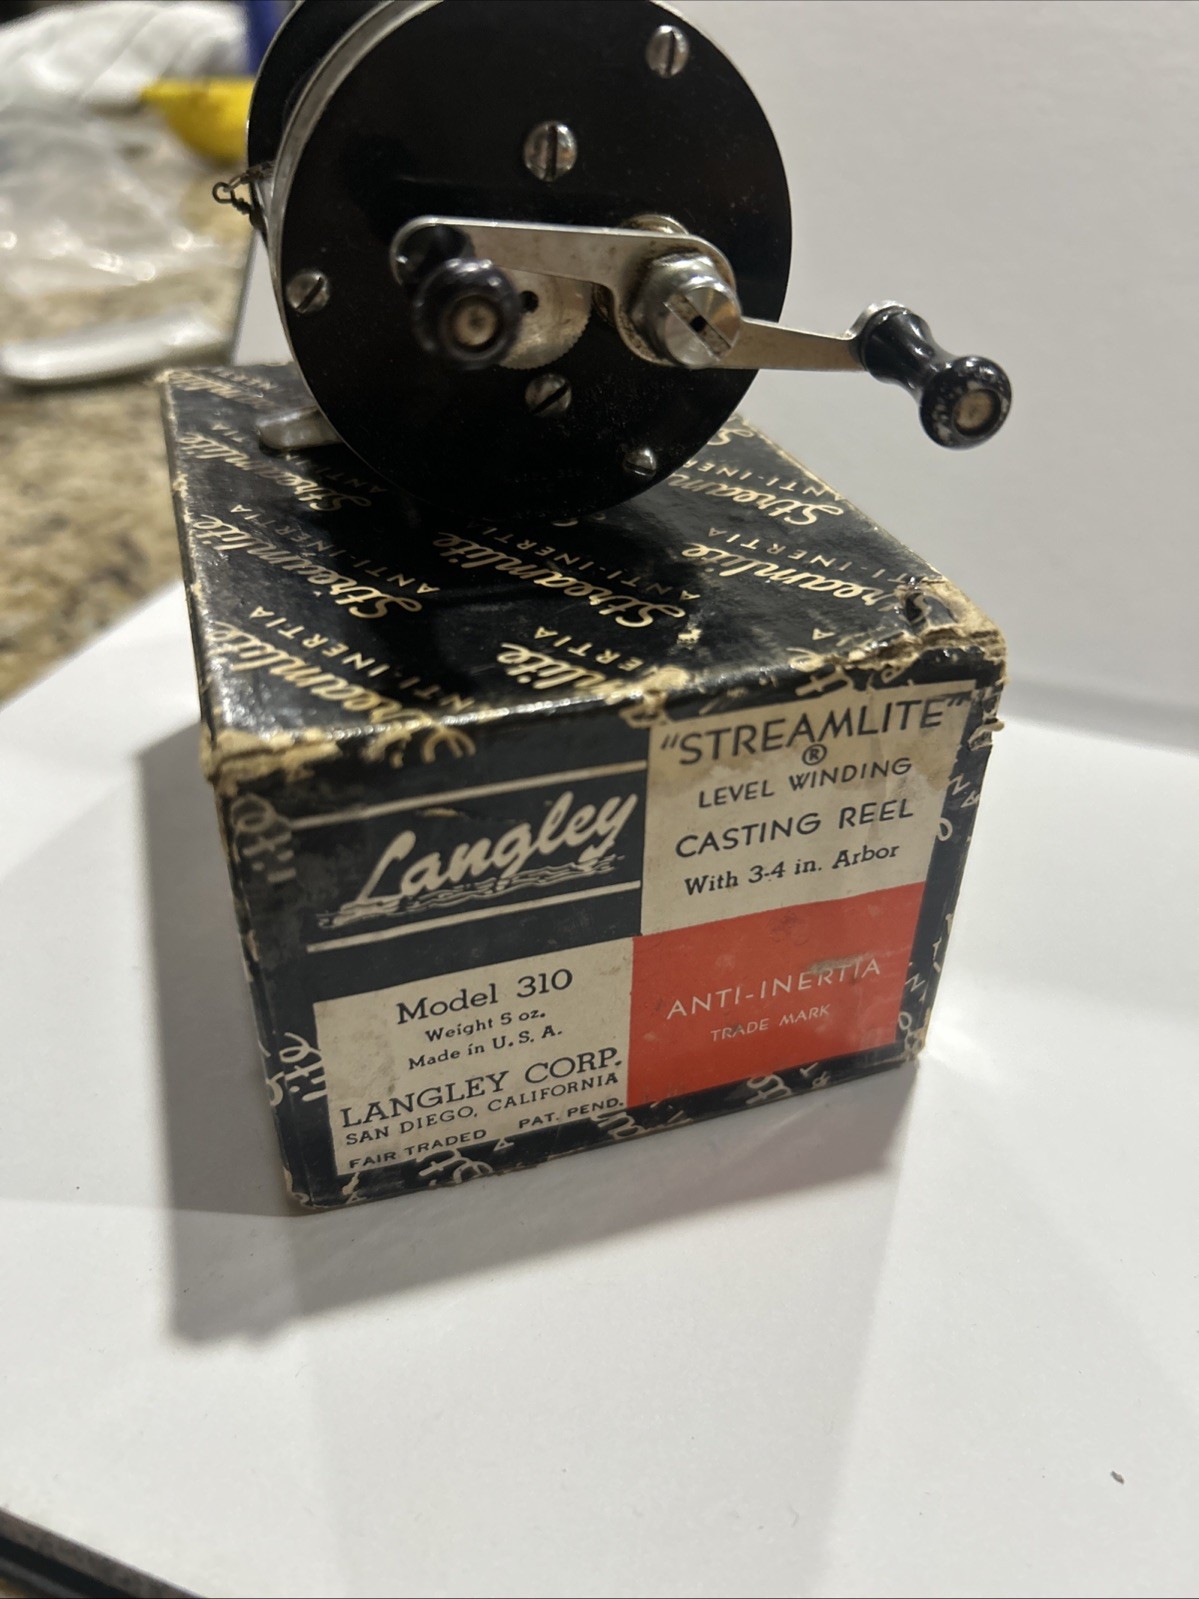 Streamlite
ANTI-INERTIA
Streamlite
ANTI-INERTIA
Streamlite
ANTI-INERTIA
"STREAMLITE"
®
LEVEL WINDING
CASTING REEL
With 3-4 in. Arbor
Langley
Model 310
Weight 5 oz.
Made in U. S. A.
LANGLEY CORP.
SAN DIEGO, CALIFORNIA
FAIR TRADED PAT. PEND.
ANTI-INERTIA
TRADE MARK